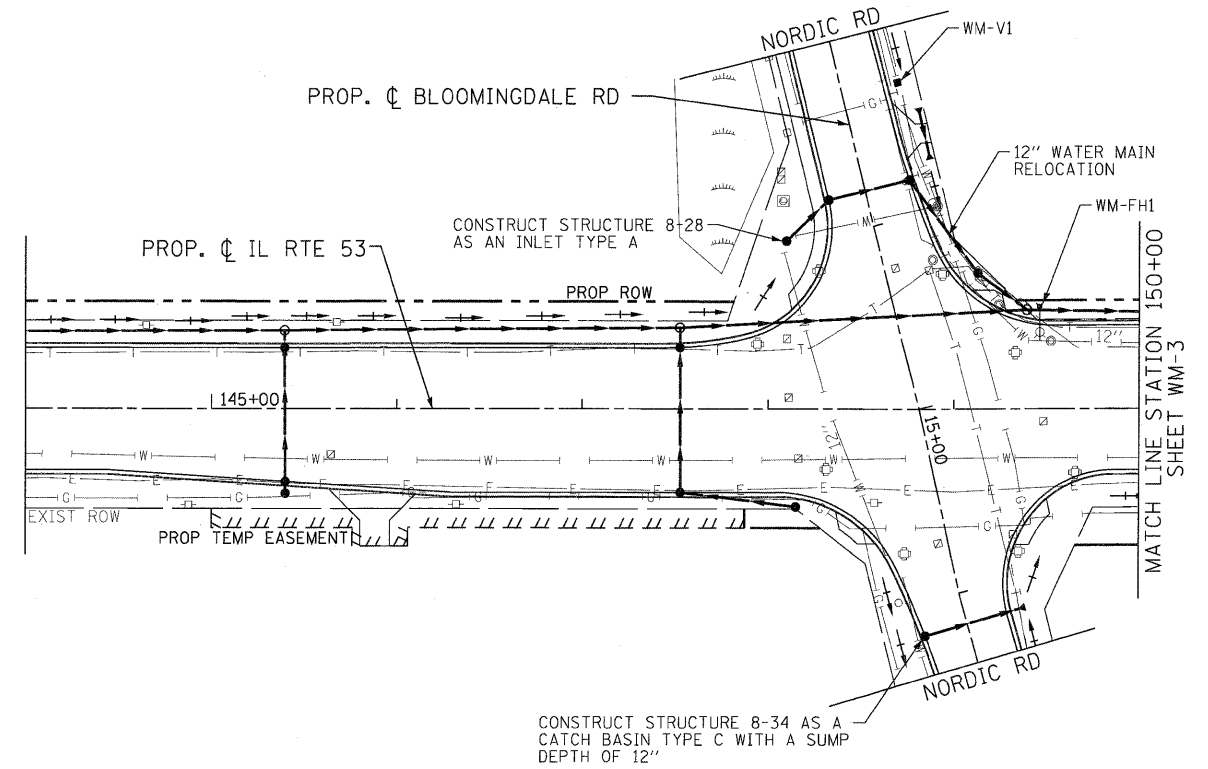 NORDIC RD
WM-V1
PROP. ℄ BLOOMINGDALE RD
G
12" WATER MAIN
RELOCATION
W
WM-FH1
CONSTRUCT STRUCTURE 8-28
AS AN INLET TYPE A
W
PROP. ℄ IL RTE 53
PROP ROW
T
T
G
T
W
12"
T
T
MATCH LINE STATION 150+00
SHEET WM-3
145+00
15+00
12"
W
W
W
W
W
E
E
E
E
E
E
E
E
E
G
G
G
G
G
G
G
EXIST ROW
PROP TEMP EASEMENT
T
T
G
NORDIC RD
CONSTRUCT STRUCTURE 8-34 AS A
CATCH BASIN TYPE C WITH A SUMP
DEPTH OF 12"